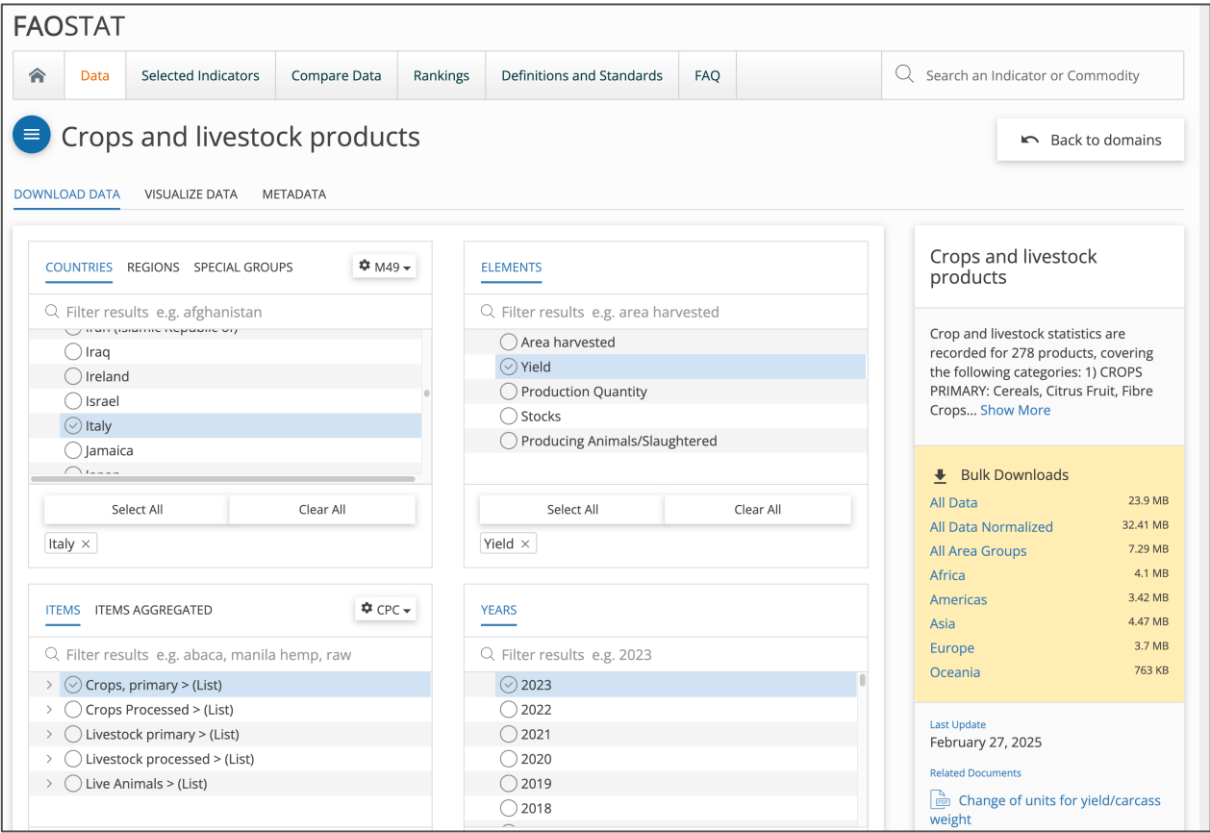 FAOSTAT
Data
Selected Indicators
Compare Data
Rankings
Definitions and Standards
FAQ
Search an Indicator or Commodity
Crops and livestock products
Back to domains
DOWNLOAD DATA
VISUALIZE DATA
METADATA
COUNTRIES
REGIONS
SPECIAL GROUPS
M49
Filter results e.g. afghanistan
Iran (Islamic Republic of)
Iraq
Ireland
Israel
Italy
Jamaica
Select All
Clear All
Italy ×
ELEMENTS
Filter results e.g. area harvested
Area harvested
Yield
Production Quantity
Stocks
Producing Animals/Slaughtered
Select All
Clear All
Yield ×
ITEMS
ITEMS AGGREGATED
CPC
Filter results e.g. abaca, manila hemp, raw
Crops, primary > (List)
Crops Processed > (List)
Livestock primary > (List)
Livestock processed > (List)
Live Animals > (List)
YEARS
Filter results e.g. 2023
2023
2022
2021
2020
2019
2018
Crops and livestock
products
Crop and livestock statistics are
recorded for 278 products, covering
the following categories: 1) CROPS
PRIMARY: Cereals, Citrus Fruit, Fibre
Crops... Show More
Bulk Downloads
All Data 23.9 MB
All Data Normalized 32.41 MB
All Area Groups 7.29 MB
Africa 4.1 MB
Americas 3.42 MB
Asia 4.47 MB
Europe 3.7 MB
Oceania 763 KB
Last Update
February 27, 2025
Related Documents
Change of units for yield/carcass
weight